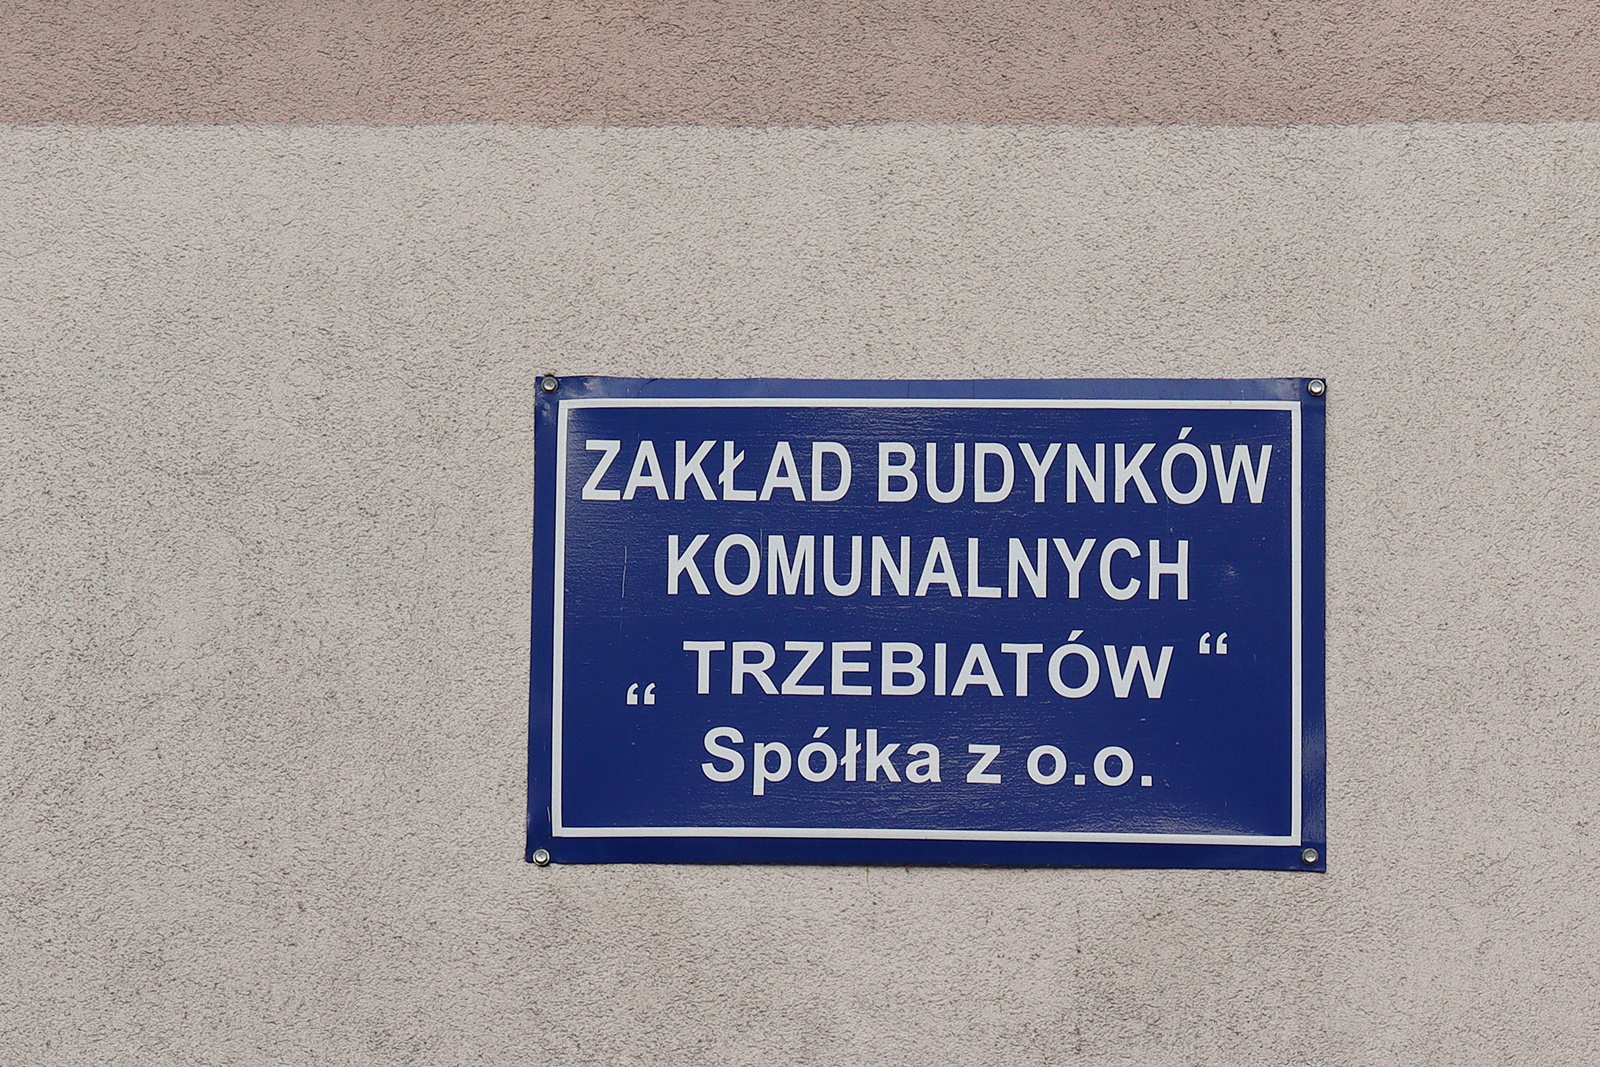 ZAKŁAD BUDYNKÓW
KOMUNALNYCH
“ TRZEBIATÓW “
Spółka z o.o.